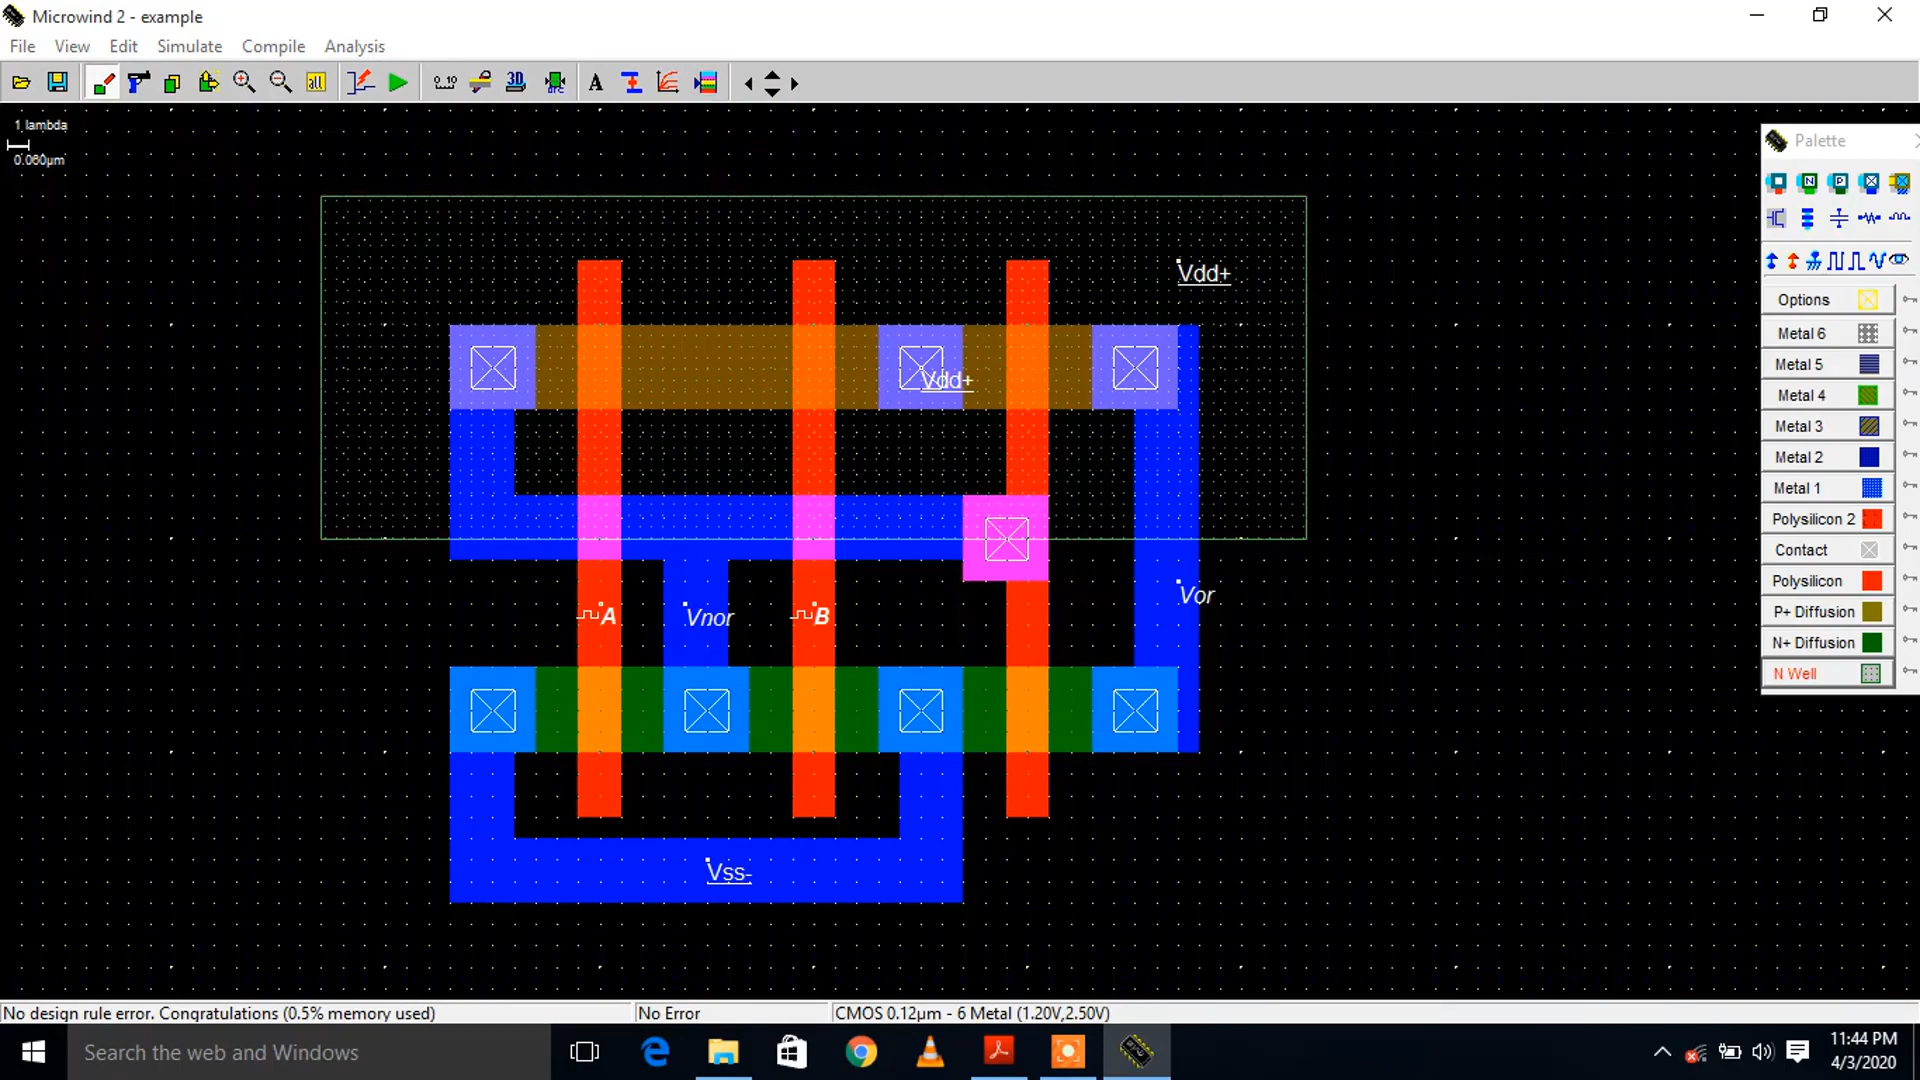 Microwind 2 - example
File View Edit Simulate Compile Analysis
1 lambda
0.060µm
Palette
Vdd+
Vdd+
Options
Metal 6
Metal 5
Metal 4
Metal 3
Metal 2
Metal 1
Polysilicon 2
Contact
Polysilicon
P+ Diffusion
N+ Diffusion
N Well
Vor
A
Vnor
B
Vss-
No design rule error. Congratulations (0.5% memory used) No Error CMOS 0.12µm - 6 Metal (1.20V,2.50V)
Search the web and Windows
11:44 PM
4/3/2020